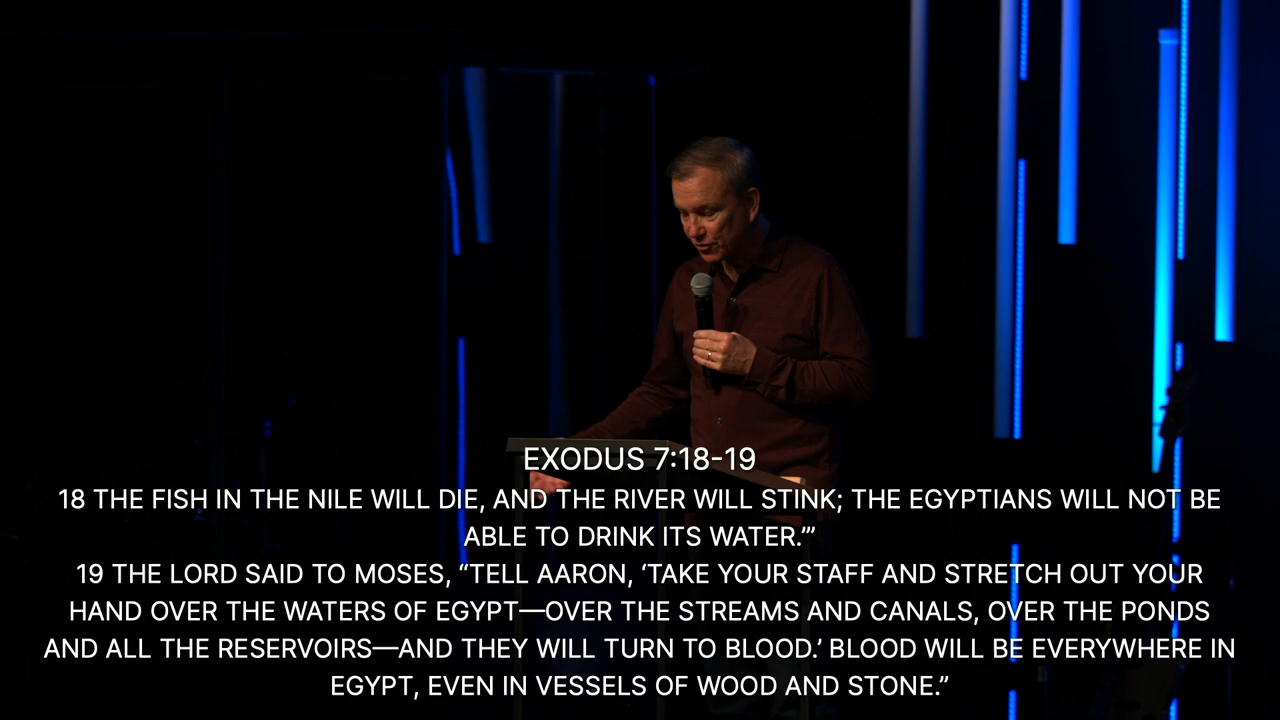 EXODUS 7:18-19
18 THE FISH IN THE NILE WILL DIE, AND THE RIVER WILL STINK; THE EGYPTIANS WILL NOT BE
ABLE TO DRINK ITS WATER.’”
19 THE LORD SAID TO MOSES, “TELL AARON, ‘TAKE YOUR STAFF AND STRETCH OUT YOUR
HAND OVER THE WATERS OF EGYPT—OVER THE STREAMS AND CANALS, OVER THE PONDS
AND ALL THE RESERVOIRS—AND THEY WILL TURN TO BLOOD.’ BLOOD WILL BE EVERYWHERE IN
EGYPT, EVEN IN VESSELS OF WOOD AND STONE.”